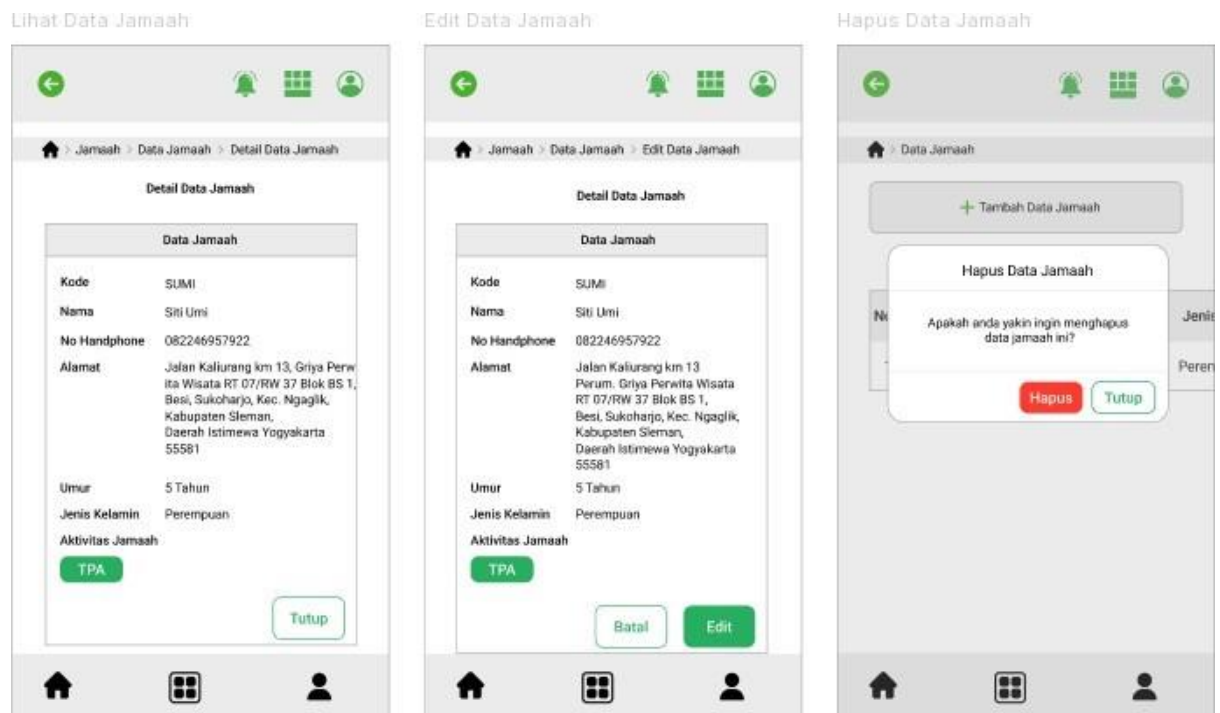 Lihat Data Jamaah
> Jamaah > Data Jamaah > Detail Data Jamaah
Detail Data Jamaah
Data Jamaah
Kode SUMI
Nama Siti Umi
No Handphone 082246957922
Alamat Jalan Kaliurang km 13, Griya Perw
ita Wisata RT 07/RW 37 Blok BS 1,
Besi, Sukoharjo, Kec. Ngaglik,
Kabupaten Sleman,
Daerah Istimewa Yogyakarta
55581
Umur 5 Tahun
Jenis Kelamin Perempuan
Aktivitas Jamaah
TPA
Tutup
Edit Data Jamaah
> Jamaah > Data Jamaah > Edit Data Jamaah
Detail Data Jamaah
Data Jamaah
Kode SUMI
Nama Siti Umi
No Handphone 082246957922
Alamat Jalan Kaliurang km 13
Perum. Griya Perwita Wisata
RT 07/RW 37 Blok BS 1,
Besi, Sukoharjo, Kec. Ngaglik,
Kabupaten Sleman,
Daerah Istimewa Yogyakarta
55581
Umur 5 Tahun
Jenis Kelamin Perempuan
Aktivitas Jamaah
TPA
Batal Edit
Hapus Data Jamaah
> Data Jamaah
+ Tambah Data Jamaah
Hapus Data Jamaah
Apakah anda yakin ingin menghapus
data jamaah ini?
Hapus Tutup
Jenis
Peren